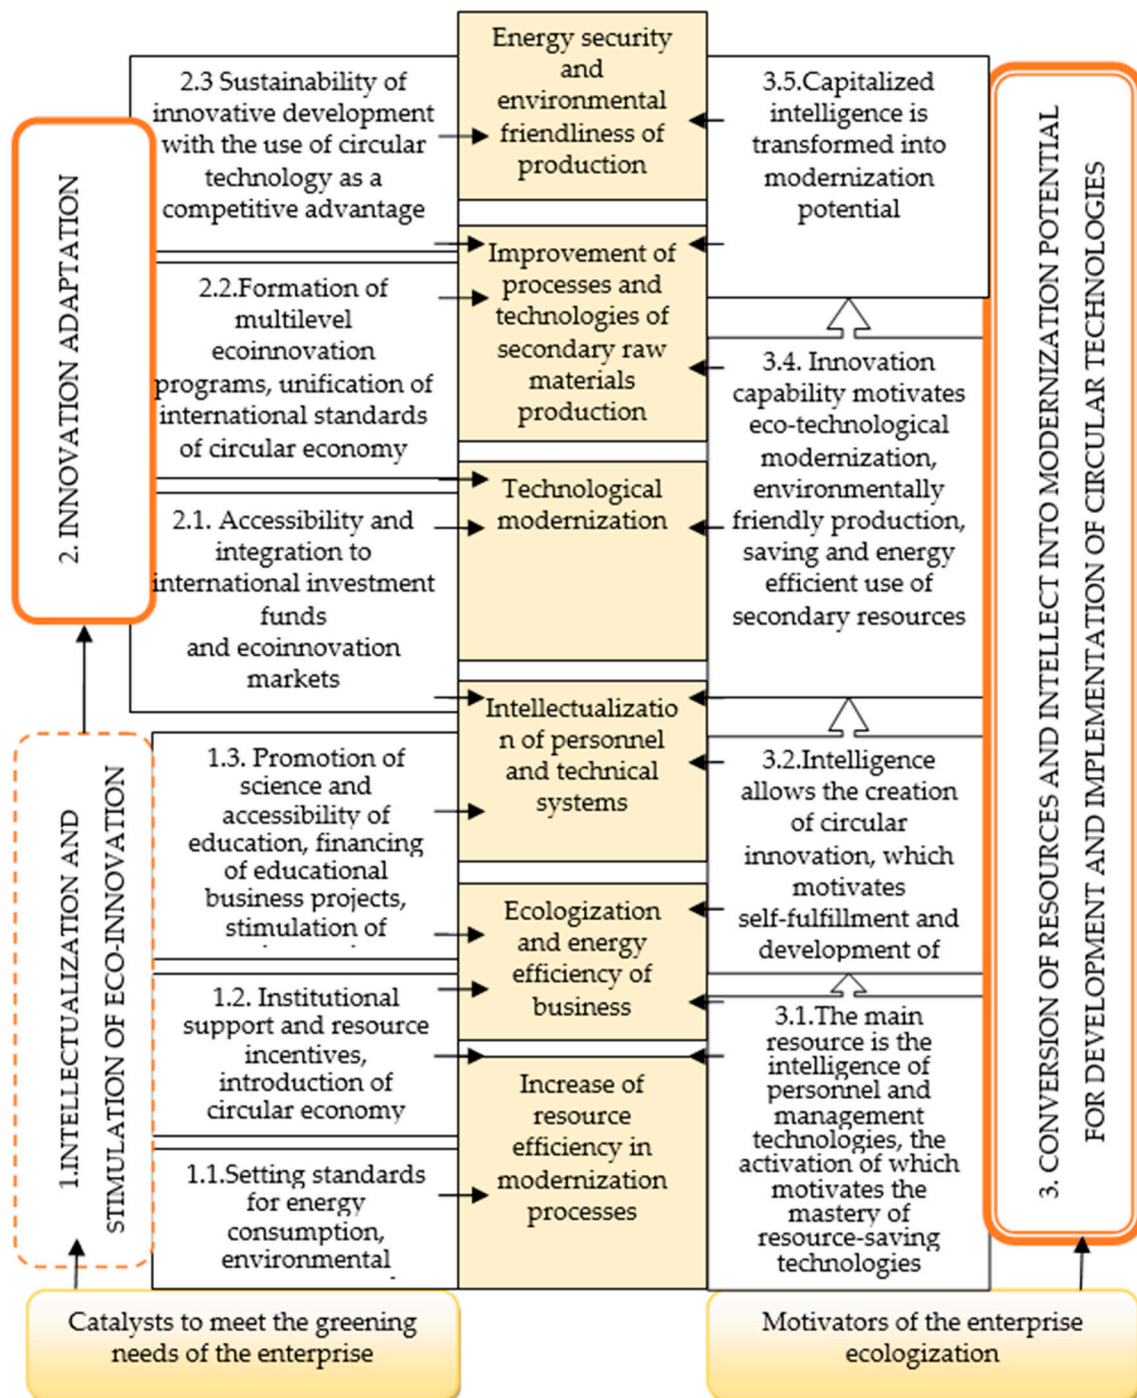 2. INNOVATION ADAPTATION
1.INTELLECTUALIZATION AND
STIMULATION OF ECO-INNOVATION
2.3 Sustainability of
innovative development
with the use of circular
technology as a
competitive advantage
2.2.Formation of
multilevel
ecoinnovation
programs, unification of
international standards
of circular economy
2.1. Accessibility and
integration to
international investment
funds
and ecoinnovation
markets
1.3. Promotion of
science and
accessibility of
education, financing
of educational
business projects,
stimulation of
1.2. Institutional
support and resource
incentives,
introduction of
circular economy
1.1.Setting standards
for energy
consumption,
environmental
Energy security
and
environmental
friendliness of
production
Improvement of
processes and
technologies of
secondary raw
materials
production
Technological
modernization
Intellectualizatio
n of personnel
and technical
systems
Ecologization
and energy
efficiency of
business
Increase of
resource
efficiency in
modernization
processes
3.5.Capitalized
intelligence is
transformed into
modernization
potential
3.4. Innovation
capability motivates
eco-technological
modernization,
environmentally
friendly production,
saving and energy
efficient use of
secondary resources
3.2.Intelligence
allows the creation
of circular
innovation, which
motivates
self-fulfillment and
development of
3.1.The main
resource is the
intelligence of
personnel and
management
technologies, the
activation of which
motivates the
mastery of
resource-saving
technologies
3. CONVERSION OF RESOURCES AND INTELLECT INTO MODERNIZATION POTENTIAL
FOR DEVELOPMENT AND IMPLEMENTATION OF CIRCULAR TECHNOLOGIES
Catalysts to meet the greening
needs of the enterprise
Motivators of the enterprise
ecologization